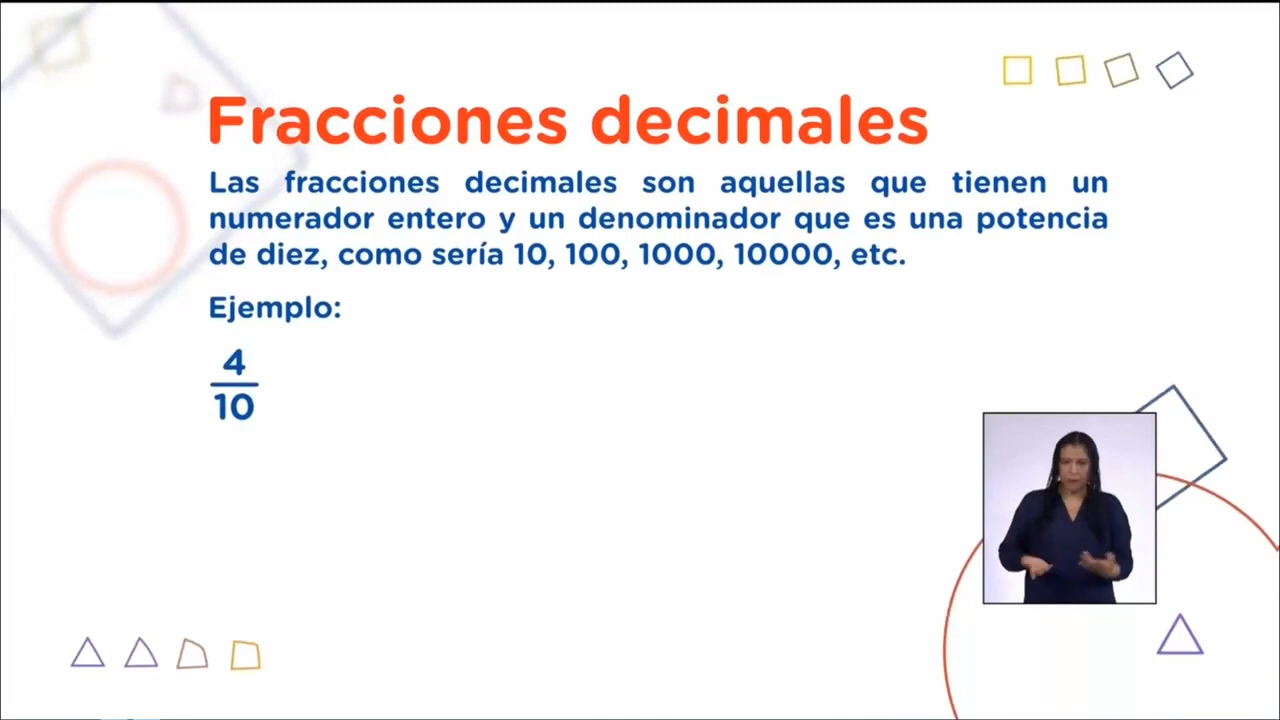 Fracciones decimales
Las fracciones decimales son aquellas que tienen un
numerador entero y un denominador que es una potencia
de diez, como sería 10, 100, 1000, 10000, etc.
Ejemplo:
4
10